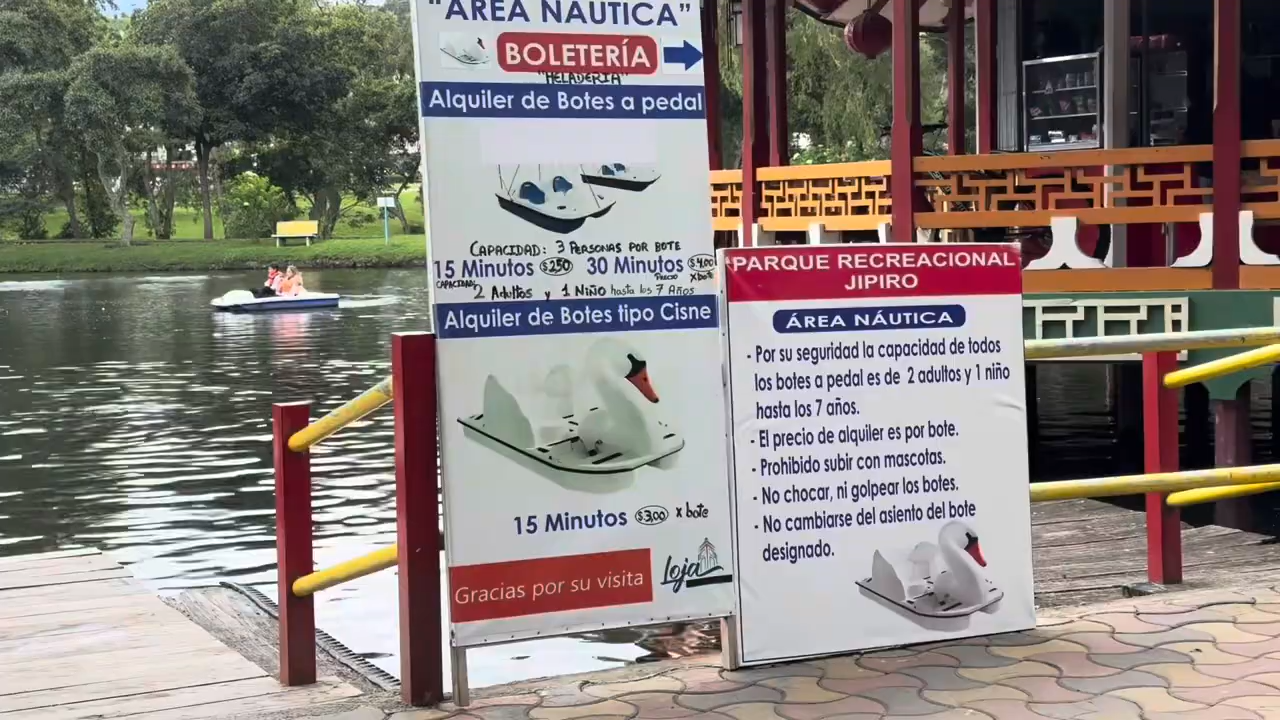 "AREA NAUTICA"
BOLETERÍA
"HELADERIA"
Alquiler de Botes a pedal
CAPACIDAD: 3 PERSONAS POR BOTE
15 Minutos $2.50 30 Minutos $4.00
CAPACIDAD: PRECIO x bote
2 Adultos y 1 Niño hasta los 7 Años
Alquiler de Botes tipo Cisne
15 Minutos $3,00 x bote
Gracias por su visita
Loja
PARQUE RECREACIONAL
JIPIRO
ÁREA NÁUTICA
- Por su seguridad la capacidad de todos
los botes a pedal es de 2 adultos y 1 niño
hasta los 7 años.
- El precio de alquiler es por bote.
- Prohibido subir con mascotas.
- No chocar, ni golpear los botes.
- No cambiarse del asiento del bote
designado.